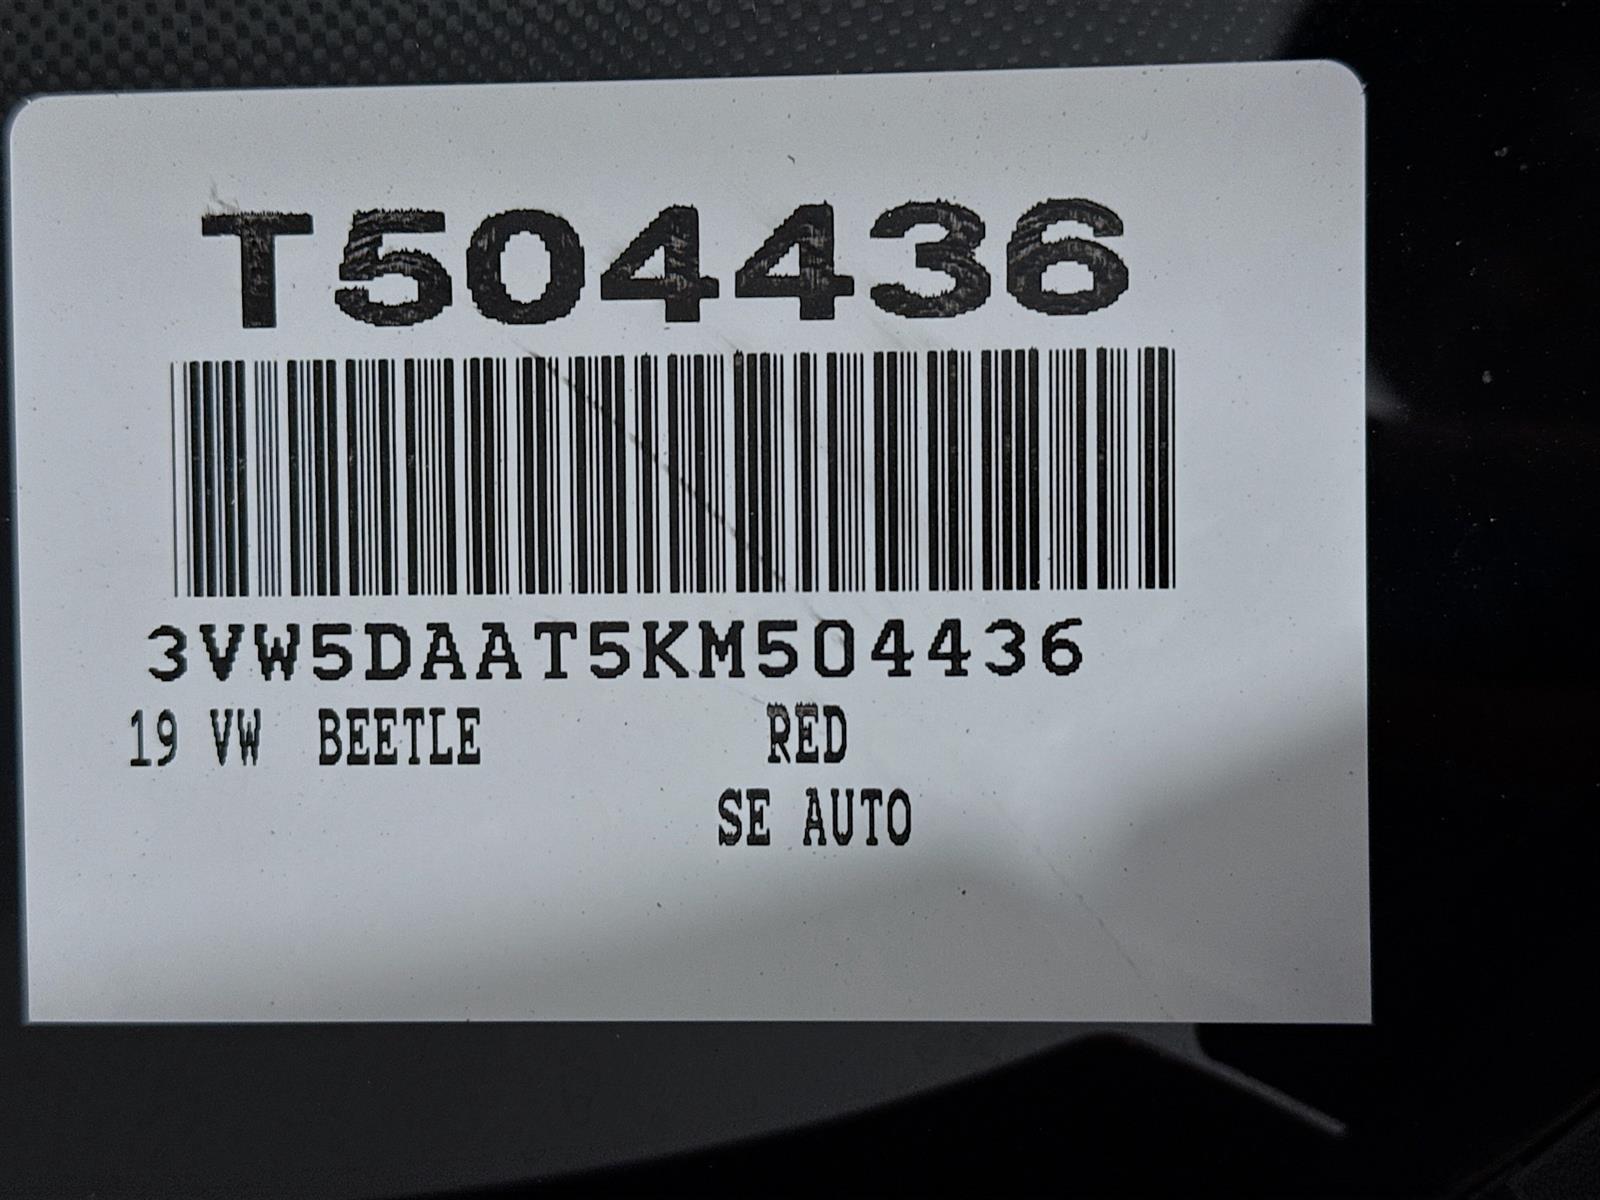 T504436
3VW5DAAT5KM504436
19 VW BEETLE RED
SE AUTO